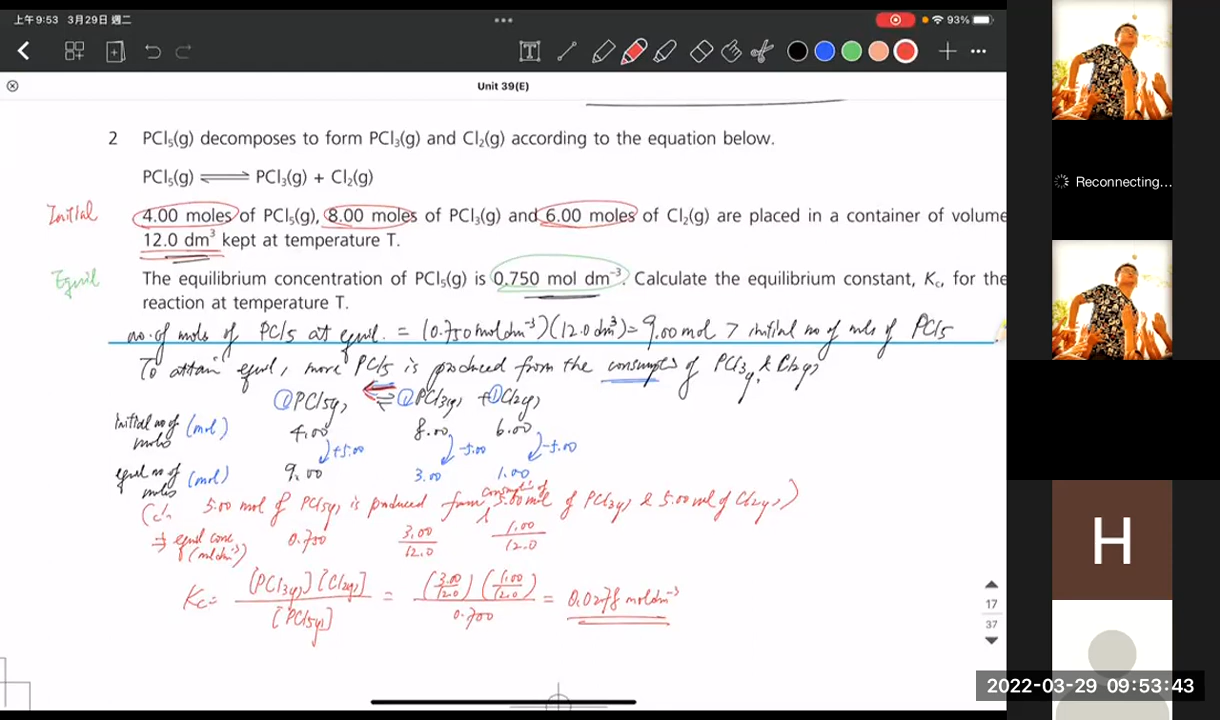 上午9:53 3月29日 週二
93%
Unit 39(E)
2 PCl₅(g) decomposes to form PCl₃(g) and Cl₂(g) according to the equation below.
PCl₅(g) ⇌ PCl₃(g) + Cl₂(g)
Initial
4.00 moles of PCl₅(g), 8.00 moles of PCl₃(g) and 6.00 moles of Cl₂(g) are placed in a container of volume
12.0 dm³ kept at temperature T.
Equil
The equilibrium concentration of PCl₅(g) is 0.750 mol dm⁻³. Calculate the equilibrium constant, Kc, for the
reaction at temperature T.
no. of mols of PCl5 at equil. = (0.750 mol dm⁻³)(12.0 dm³) = 9.00 mol > initial no of mls of PCl5
To attain equil, more PCl5 is produced from the consumptn of PCl3(g) & Cl2(g)
①PCl5(g) ⇌ ①PCl3(g) + ①Cl2(g)
initial no of mols (mol) 4.00 8.00 6.00
+5.00 -5.00 -5.00
equil no of mols (mol) 9.00 3.00 1.00
5.00 mol of PCl5(g) is produced from consumptn of 5.00 mol of PCl3(g) & 5.00 mol of Cl2(g))
⇒ equil conc (mol dm⁻³) 0.750 3.00/12.0 1.00/12.0
Kc = [PCl3(g)][Cl2(g)]/[PCl5(g)] = (3.00/12.0)(1.00/12.0)/0.750 = 0.0278 mol dm⁻³
17
37
Reconnecting...
H
2022-03-29 09:53:43